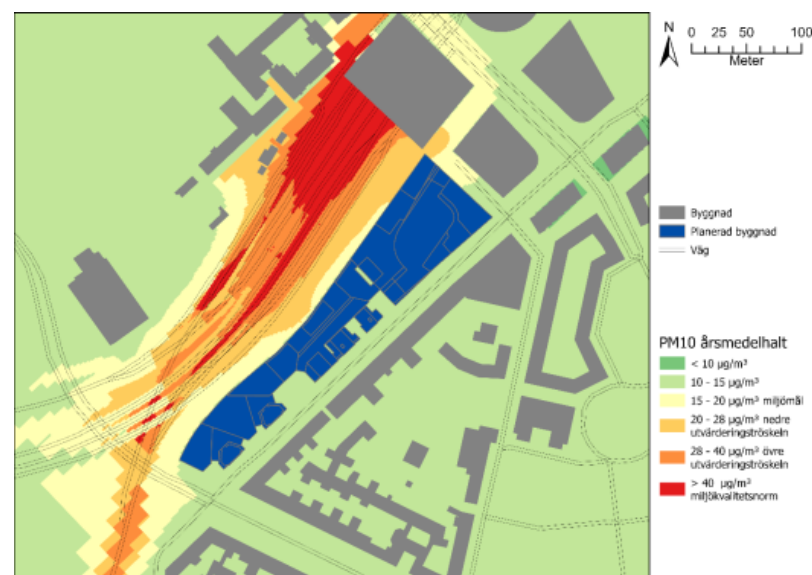 N
0 25 50 100
Meter
Byggnad
Planerad byggnad
Väg
PM10 årsmedelhalt
< 10 µg/m³
10 - 15 µg/m³
15 - 20 µg/m³ miljömål
20 - 28 µg/m³ nedre
utvärderingströskeln
28 - 40 µg/m³ övre
utvärderingströskeln
> 40 µg/m³
miljökvalitetsnorm